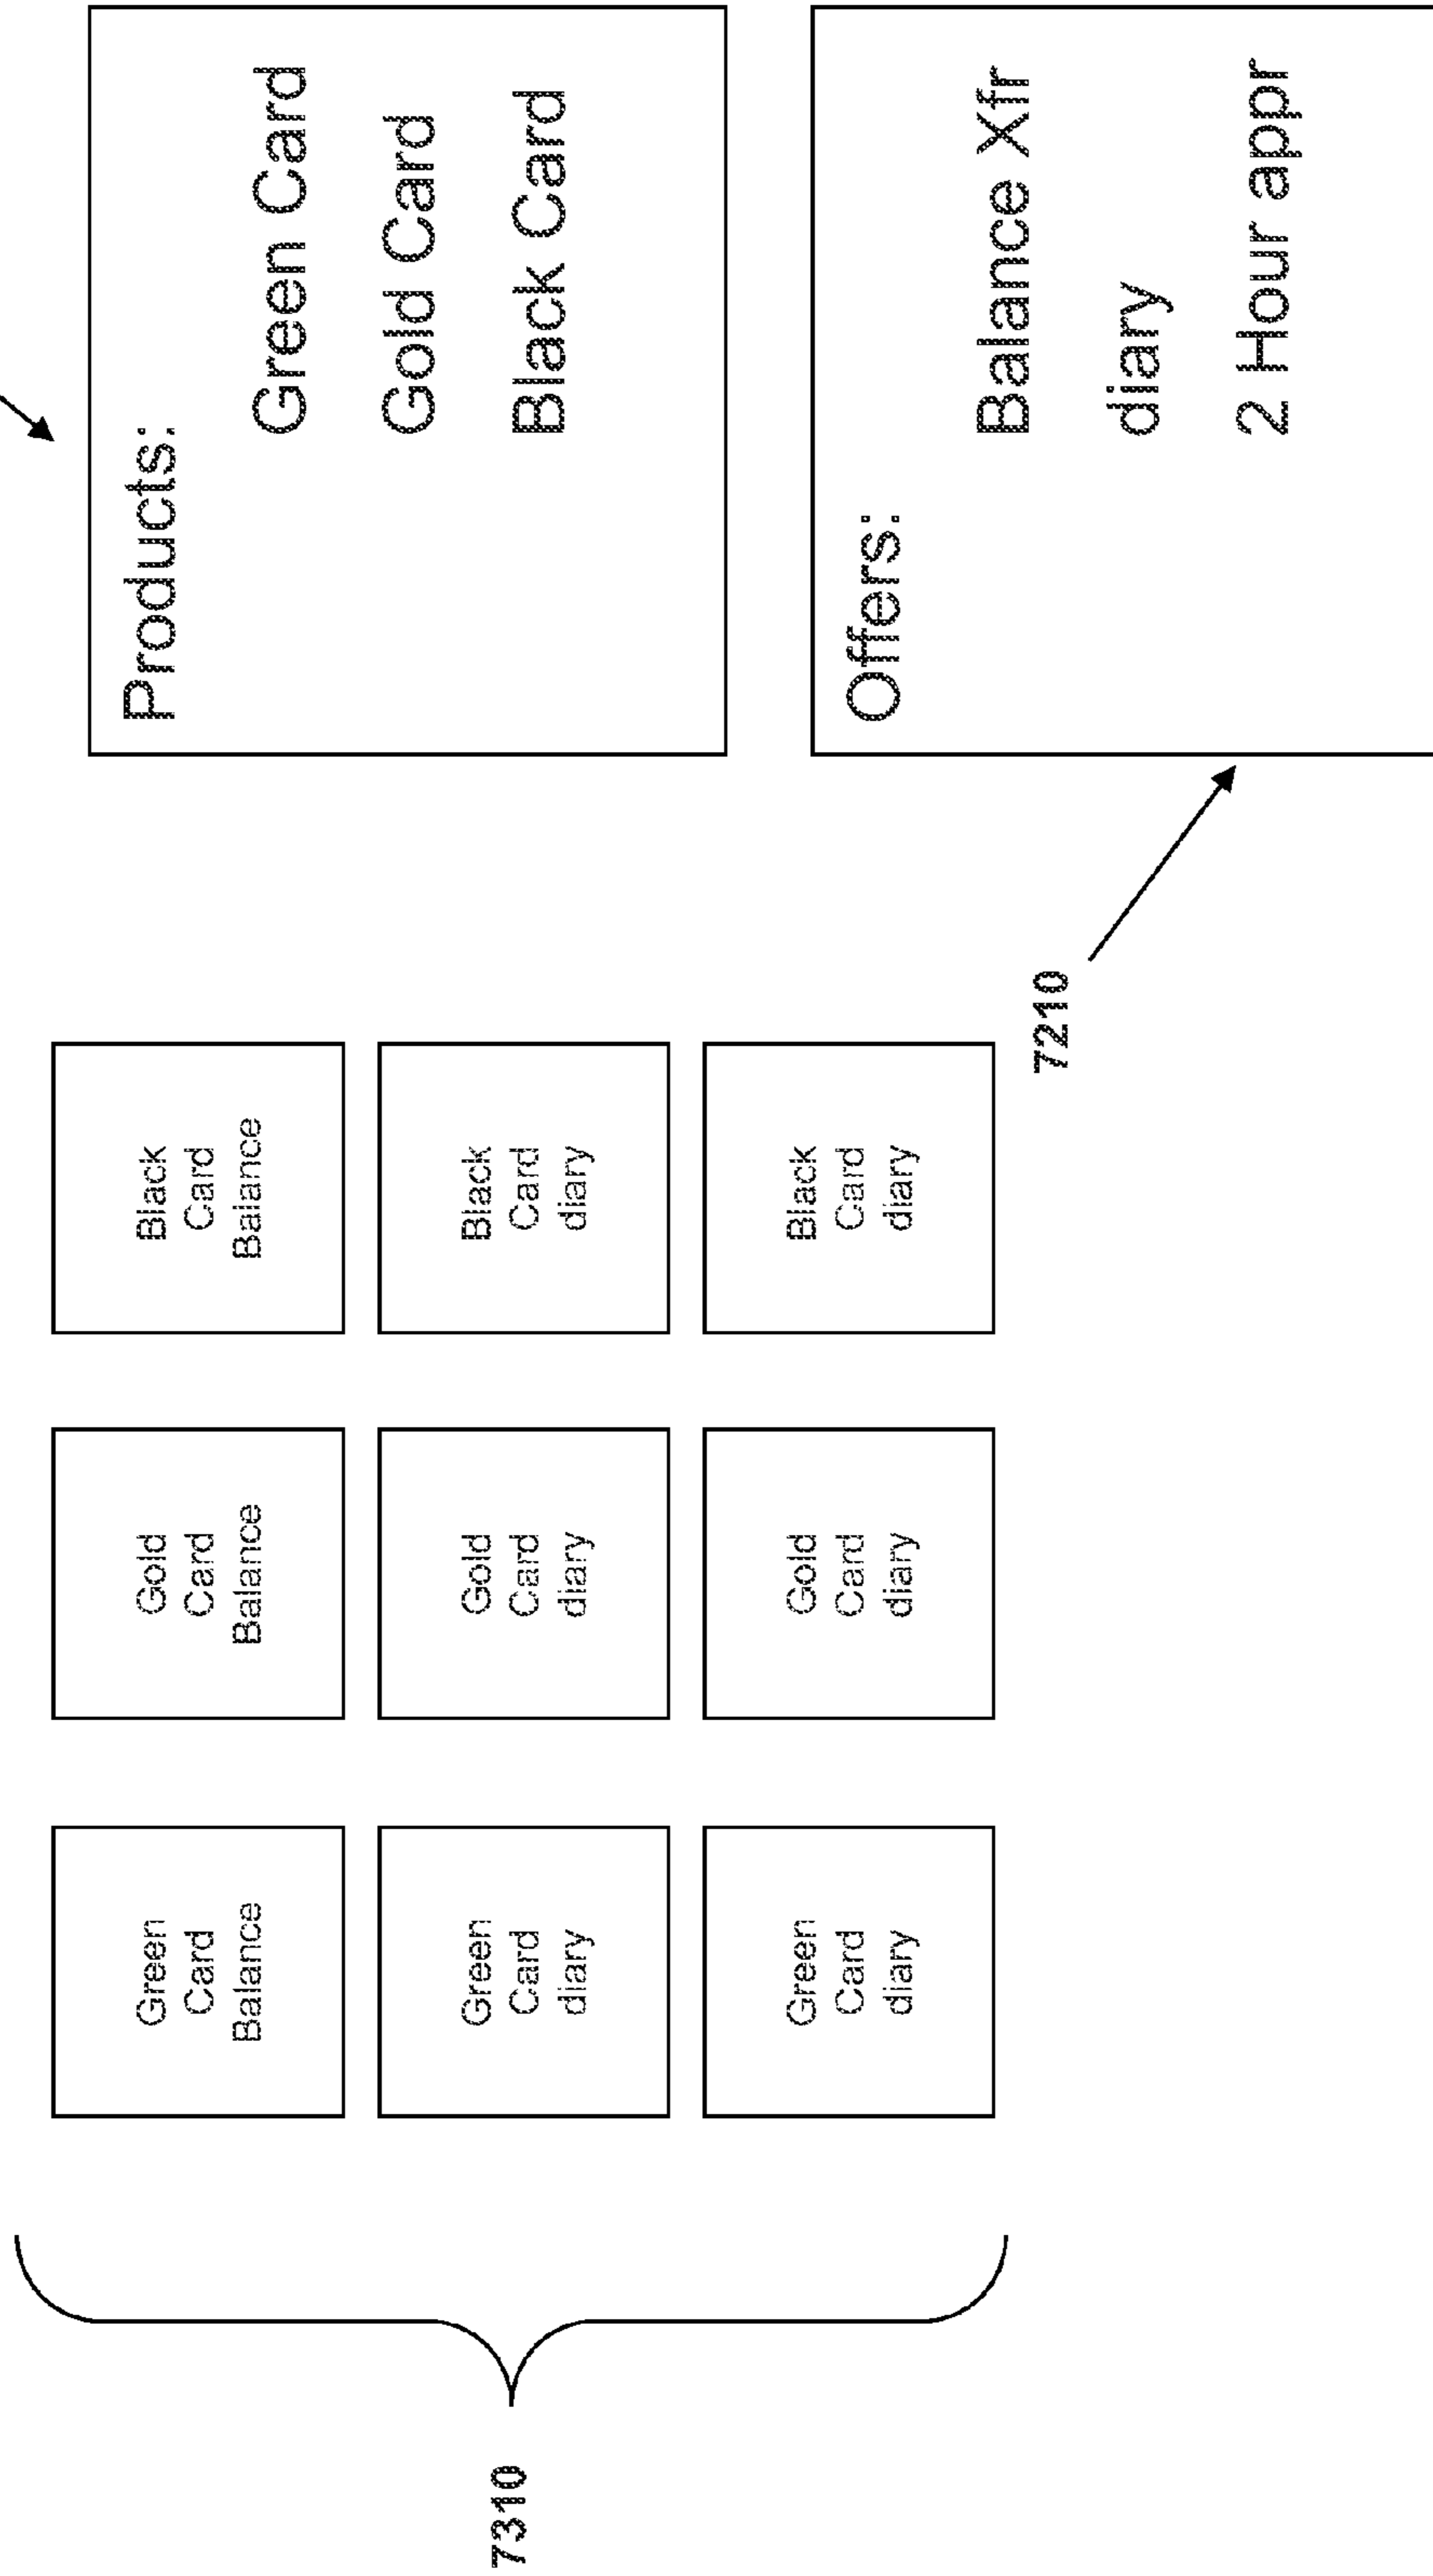 7310
Green
Card
Balance
Gold
Card
Balance
Black
Card
Balance
Green
Card
diary
Gold
Card
diary
Black
Card
diary
Green
Card
diary
Gold
Card
diary
Black
Card
diary
Products:
Green Card
Gold Card
Black Card
7210
Offers:
Balance Xfr
diary
2 Hour appr